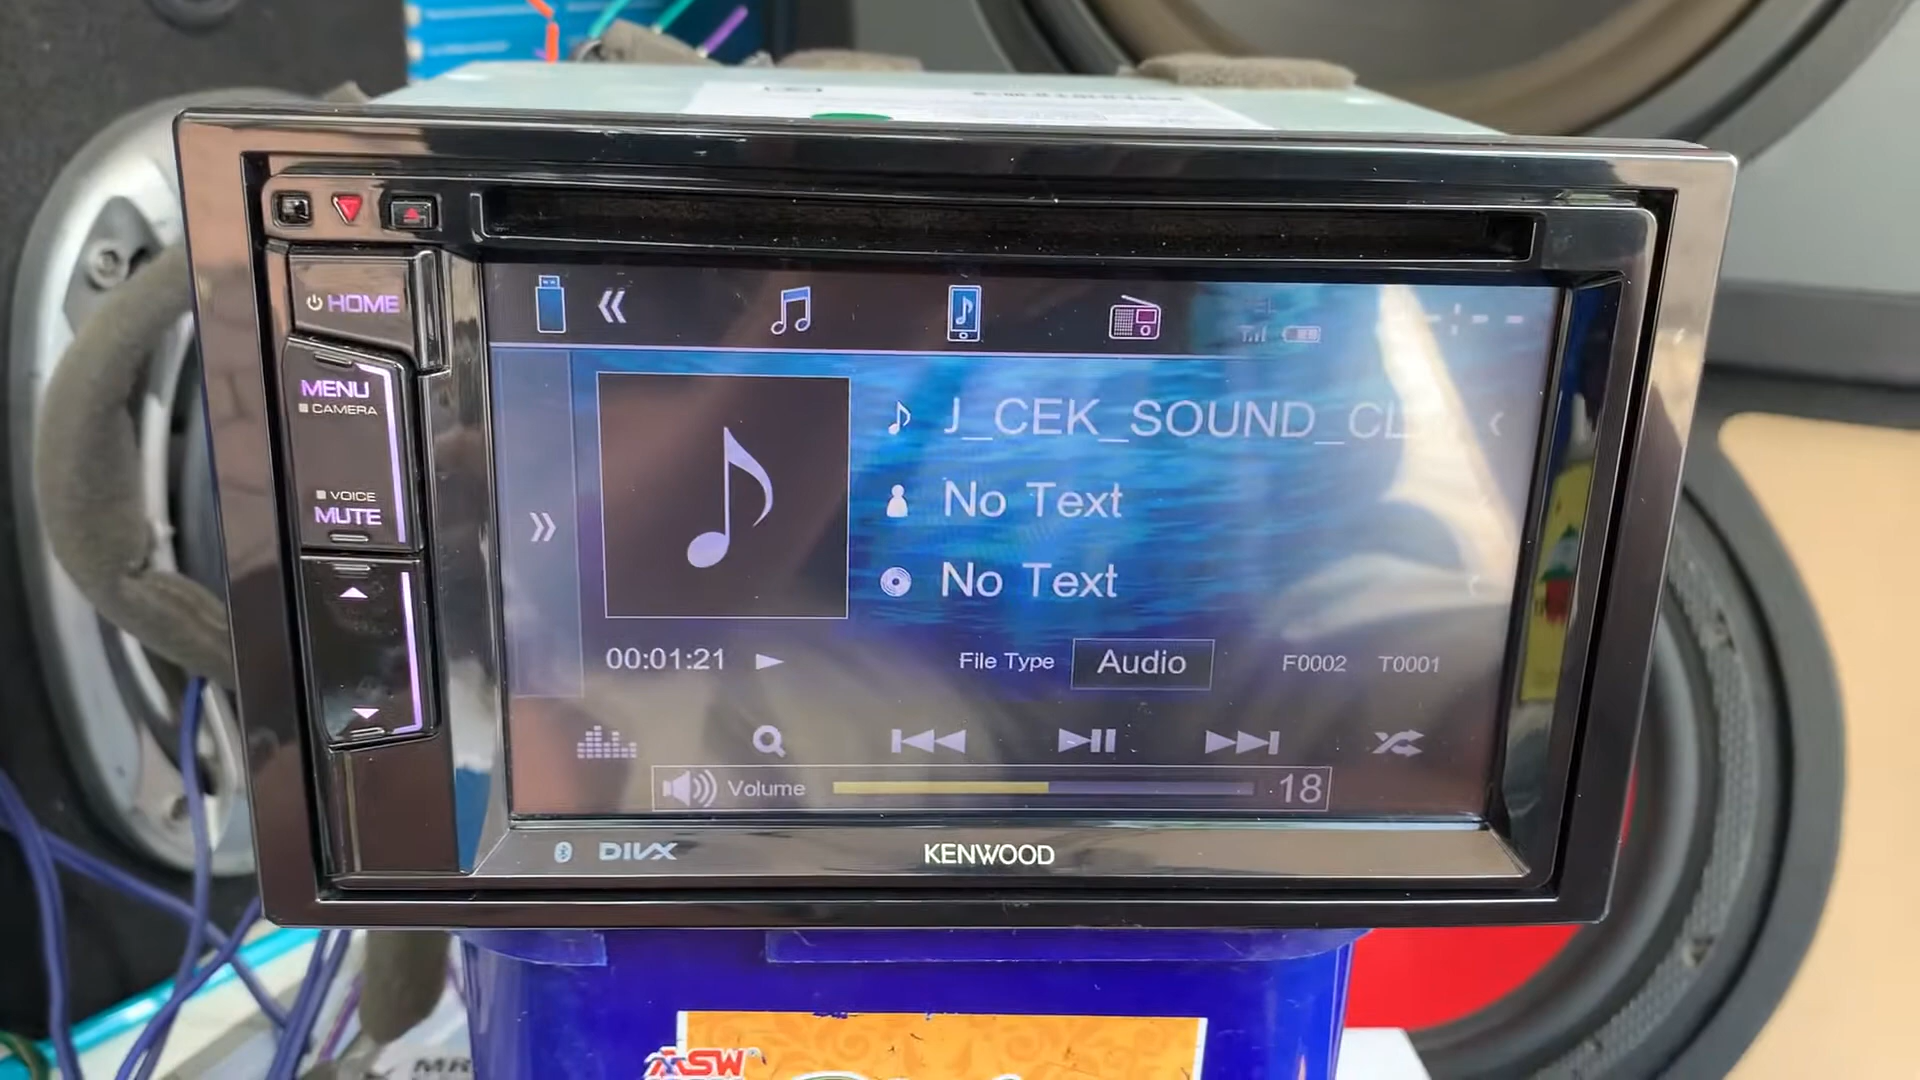 HOME
MENU
CAMERA
VOICE
MUTE
J_CEK_SOUND_CL
No Text
No Text
00:01:21
File Type Audio F0002 T0001
Volume 18
DIVX
KENWOOD
ASW